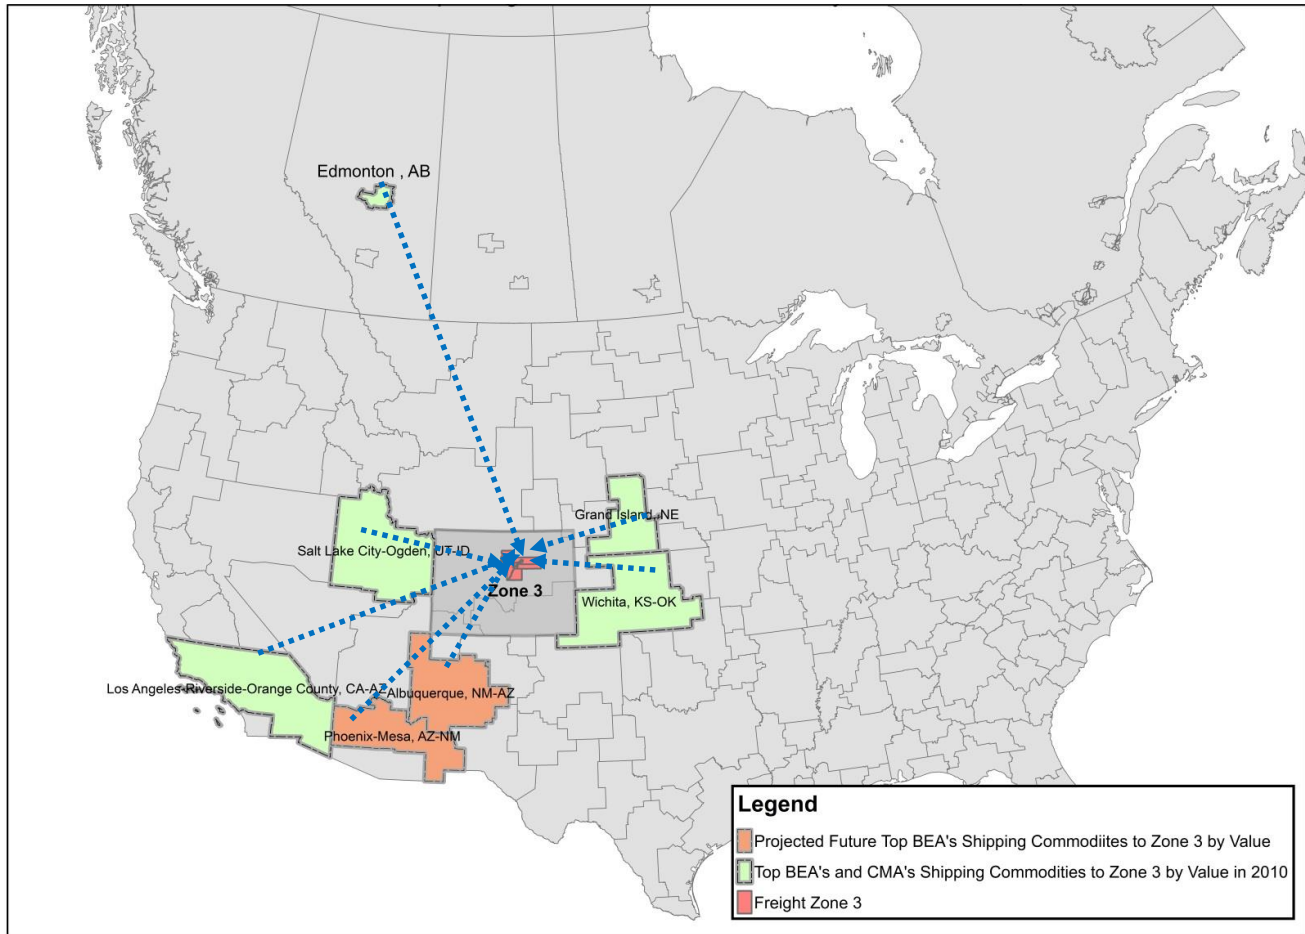 Edmonton , AB
Grand Island, NE
Salt Lake City-Ogden, UT-ID
Zone 3
Wichita, KS-OK
Los Angeles-Riverside-Orange County, CA-AZ
Albuquerque, NM-AZ
Phoenix-Mesa, AZ-NM
Legend
Projected Future Top BEA's Shipping Commodiites to Zone 3 by Value
Top BEA's and CMA's Shipping Commodities to Zone 3 by Value in 2010
Freight Zone 3